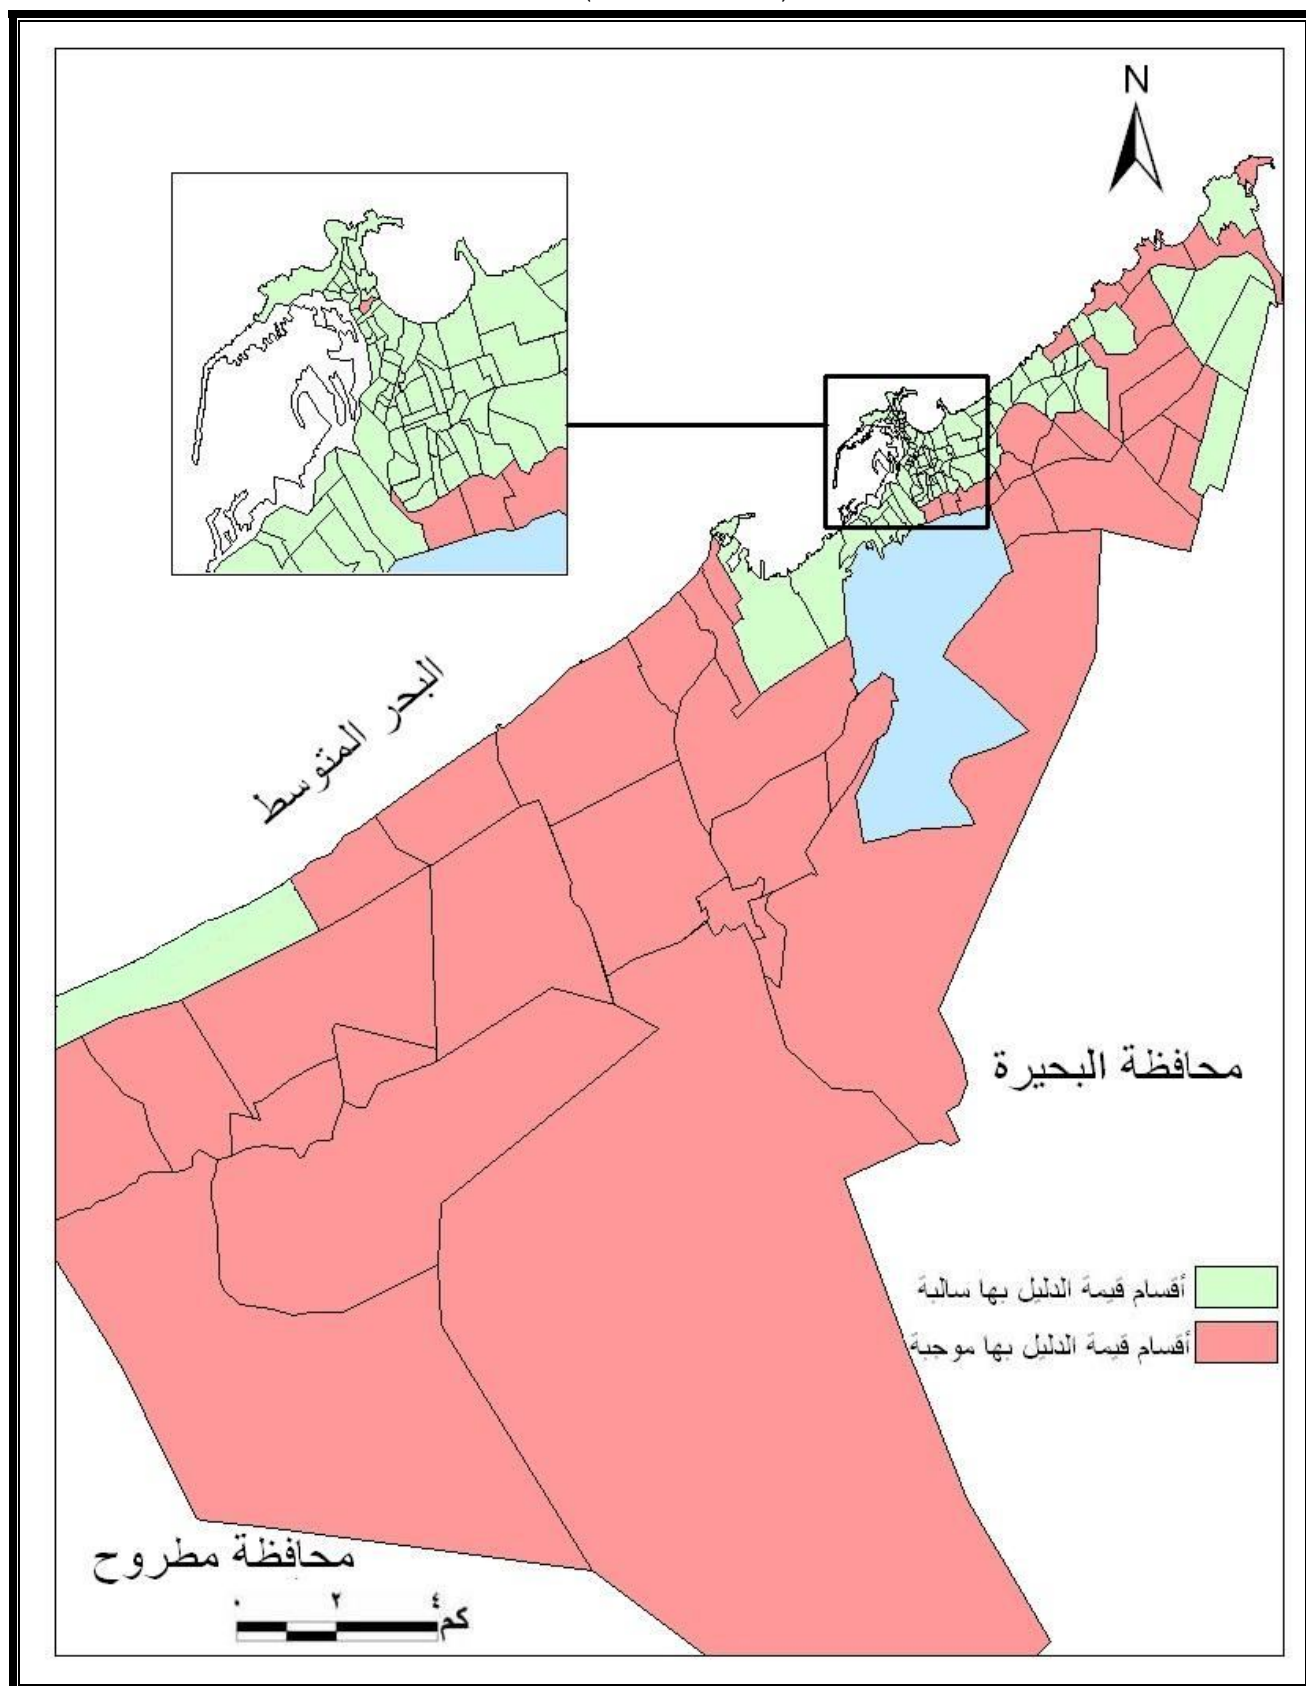 N
البحر المتوسط
محافظة البحيرة
أقسام قيمة الدليل بها سالبة
أقسام قيمة الدليل بها موجبة
محافظة مطروح
٠ ٢ ٤
كم